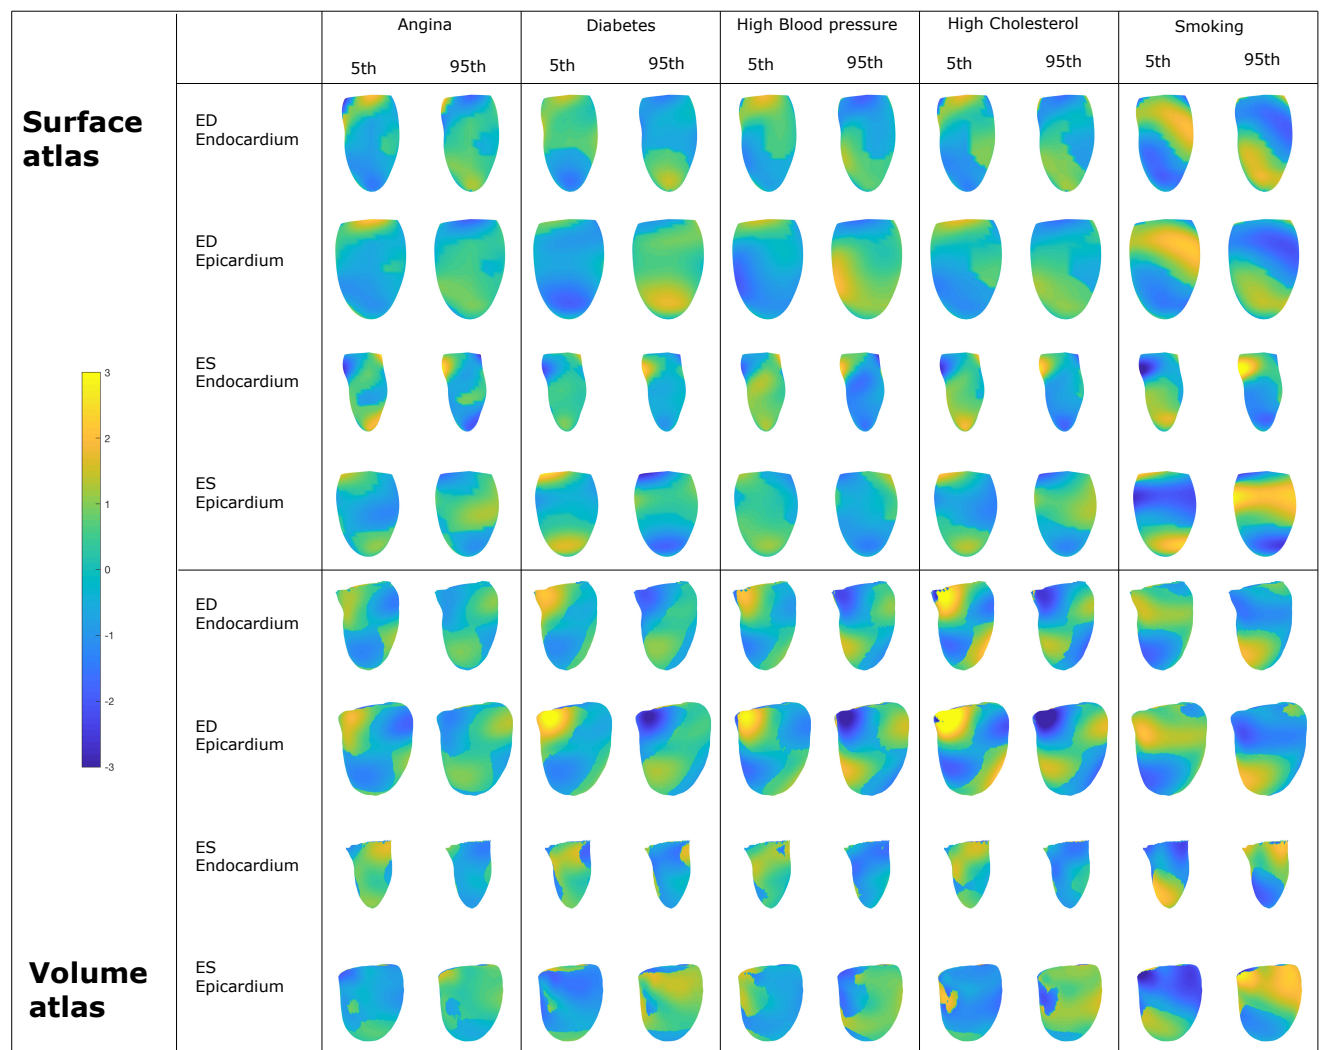 Angina Diabetes High Blood pressure High Cholesterol Smoking
5th 95th 5th 95th 5th 95th 5th 95th 5th 95th
Surface
atlas
ED
Endocardium
ED
Epicardium
ES
Endocardium
3
2
1
0
-1
-2
-3
ES
Epicardium
ED
Endocardium
ED
Epicardium
ES
Endocardium
Volume
atlas
ES
Epicardium